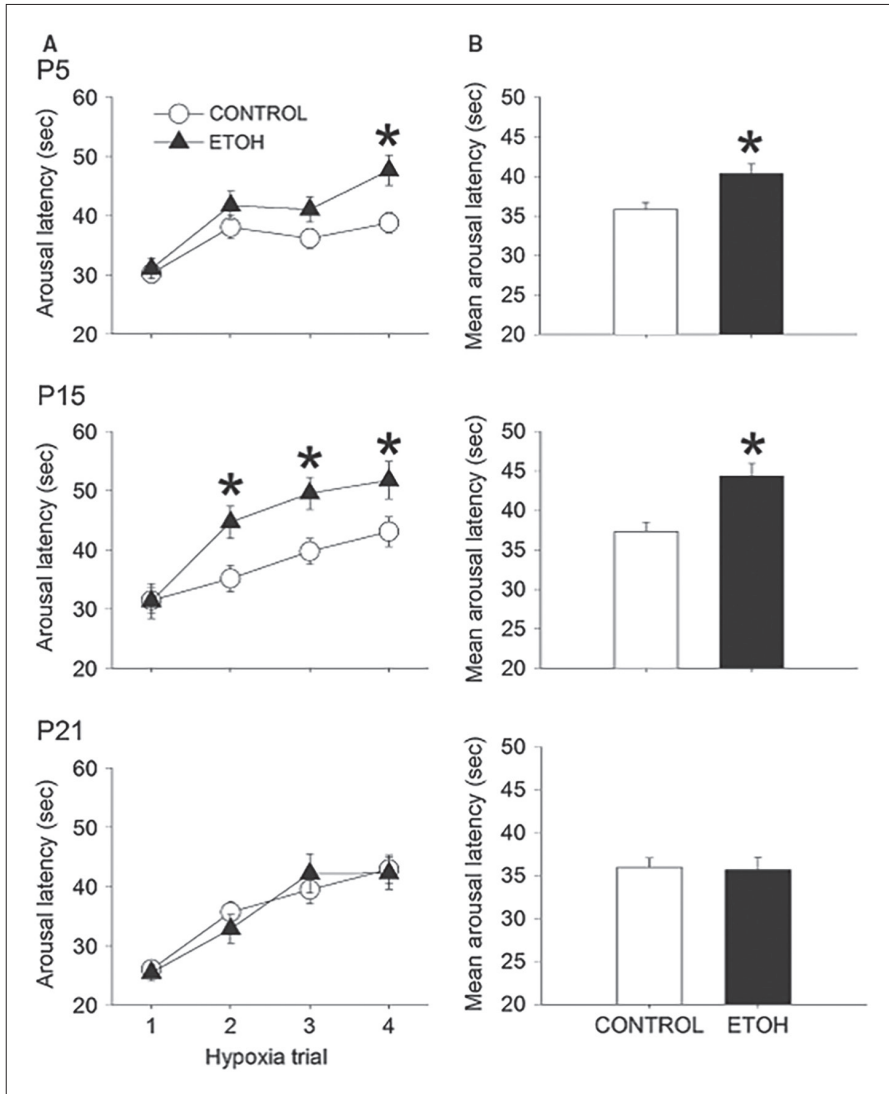 A
B
P5
Arousal latency (sec)
60
50
40
30
20
CONTROL
ETOH
*
Mean arousal latency (sec)
50
45
40
35
30
25
20
*
P15
Arousal latency (sec)
60
50
40
30
20
* * *
Mean arousal latency (sec)
50
45
40
35
30
25
20
*
P21
Arousal latency (sec)
60
50
40
30
20
1 2 3 4
Hypoxia trial
Mean arousal latency (sec)
50
45
40
35
30
25
20
CONTROL ETOH